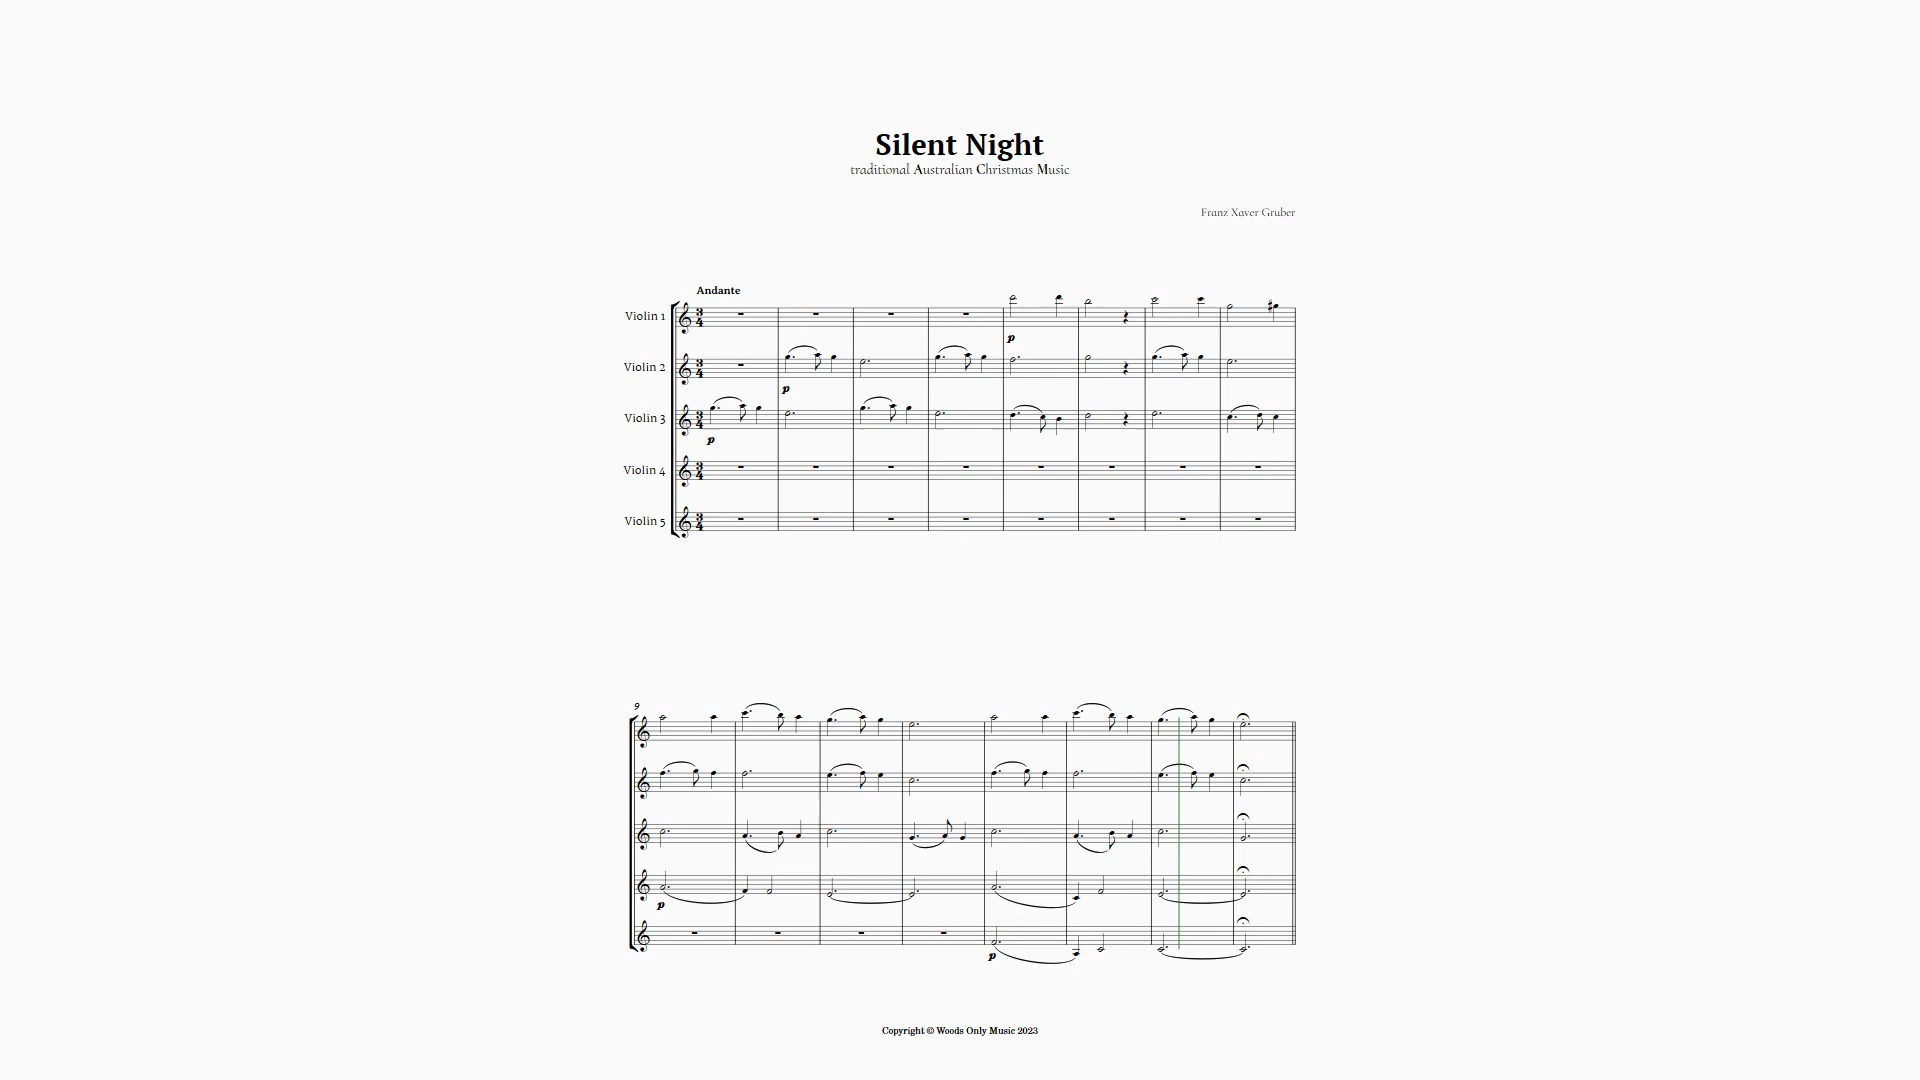 Silent Night
traditional Australian Christmas Music
Franz Xaver Gruber
Andante
Violin 1
p
Violin 2
p
Violin 3
p
Violin 4
Violin 5
9
p
p
Copyright © Woods Only Music 2023